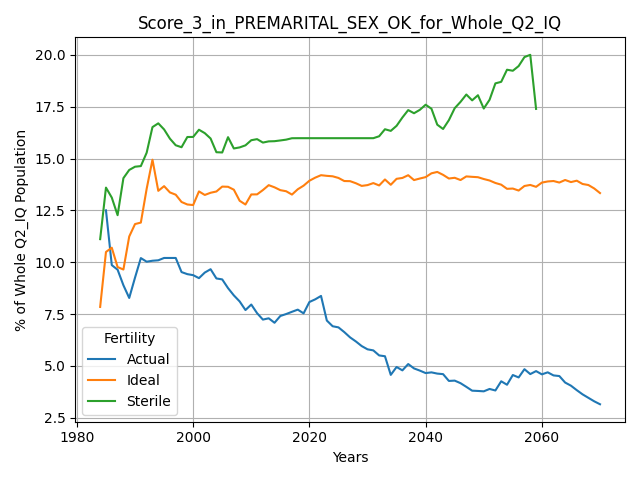 Score_3_in_PREMARITAL_SEX_OK_for_Whole_Q2_IQ
% of Whole Q2_IQ Population
20.0
17.5
15.0
12.5
10.0
7.5
5.0
2.5
Fertility
Actual
Ideal
Sterile
1980
2000
2020
2040
2060
Years